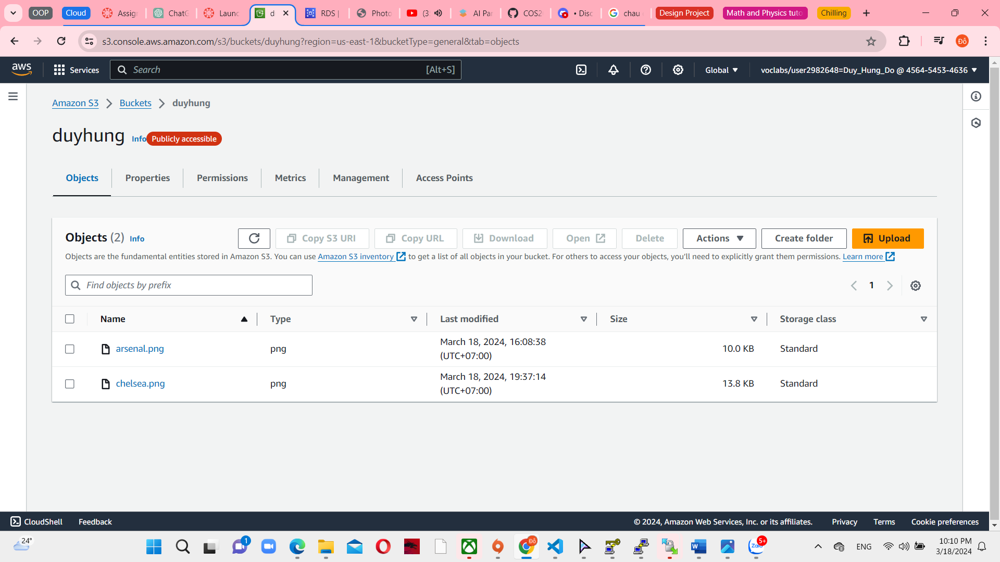 OOP
Cloud
Assig
ChatG
Launc
d
RDS |
Photo
(3
AI Par
COS2
• Disc
chau
Design Project
Math and Physics tuto
Chilling
s3.console.aws.amazon.com/s3/buckets/duyhung?region=us-east-1&bucketType=general&tab=objects
Đỗ
aws
Services
Search
[Alt+S]
Global
voclabs/user2982648=Duy_Hung_Do @ 4564-5453-4636
Amazon S3
Buckets
duyhung
duyhung Info Publicly accessible
Objects
Properties
Permissions
Metrics
Management
Access Points
Objects (2) Info
Copy S3 URI
Copy URL
Download
Open
Delete
Actions
Create folder
Upload
Objects are the fundamental entities stored in Amazon S3. You can use Amazon S3 inventory to get a list of all objects in your bucket. For others to access your objects, you'll need to explicitly grant them permissions. Learn more
Find objects by prefix
1
Name
Type
Last modified
Size
Storage class
arsenal.png
png
March 18, 2024, 16:08:38
(UTC+07:00)
10.0 KB
Standard
chelsea.png
png
March 18, 2024, 19:37:14
(UTC+07:00)
13.8 KB
Standard
CloudShell
Feedback
© 2024, Amazon Web Services, Inc. or its affiliates.
Privacy
Terms
Cookie preferences
24°
1
Đỗ
Zalo
5+
ENG
10:10 PM
3/18/2024